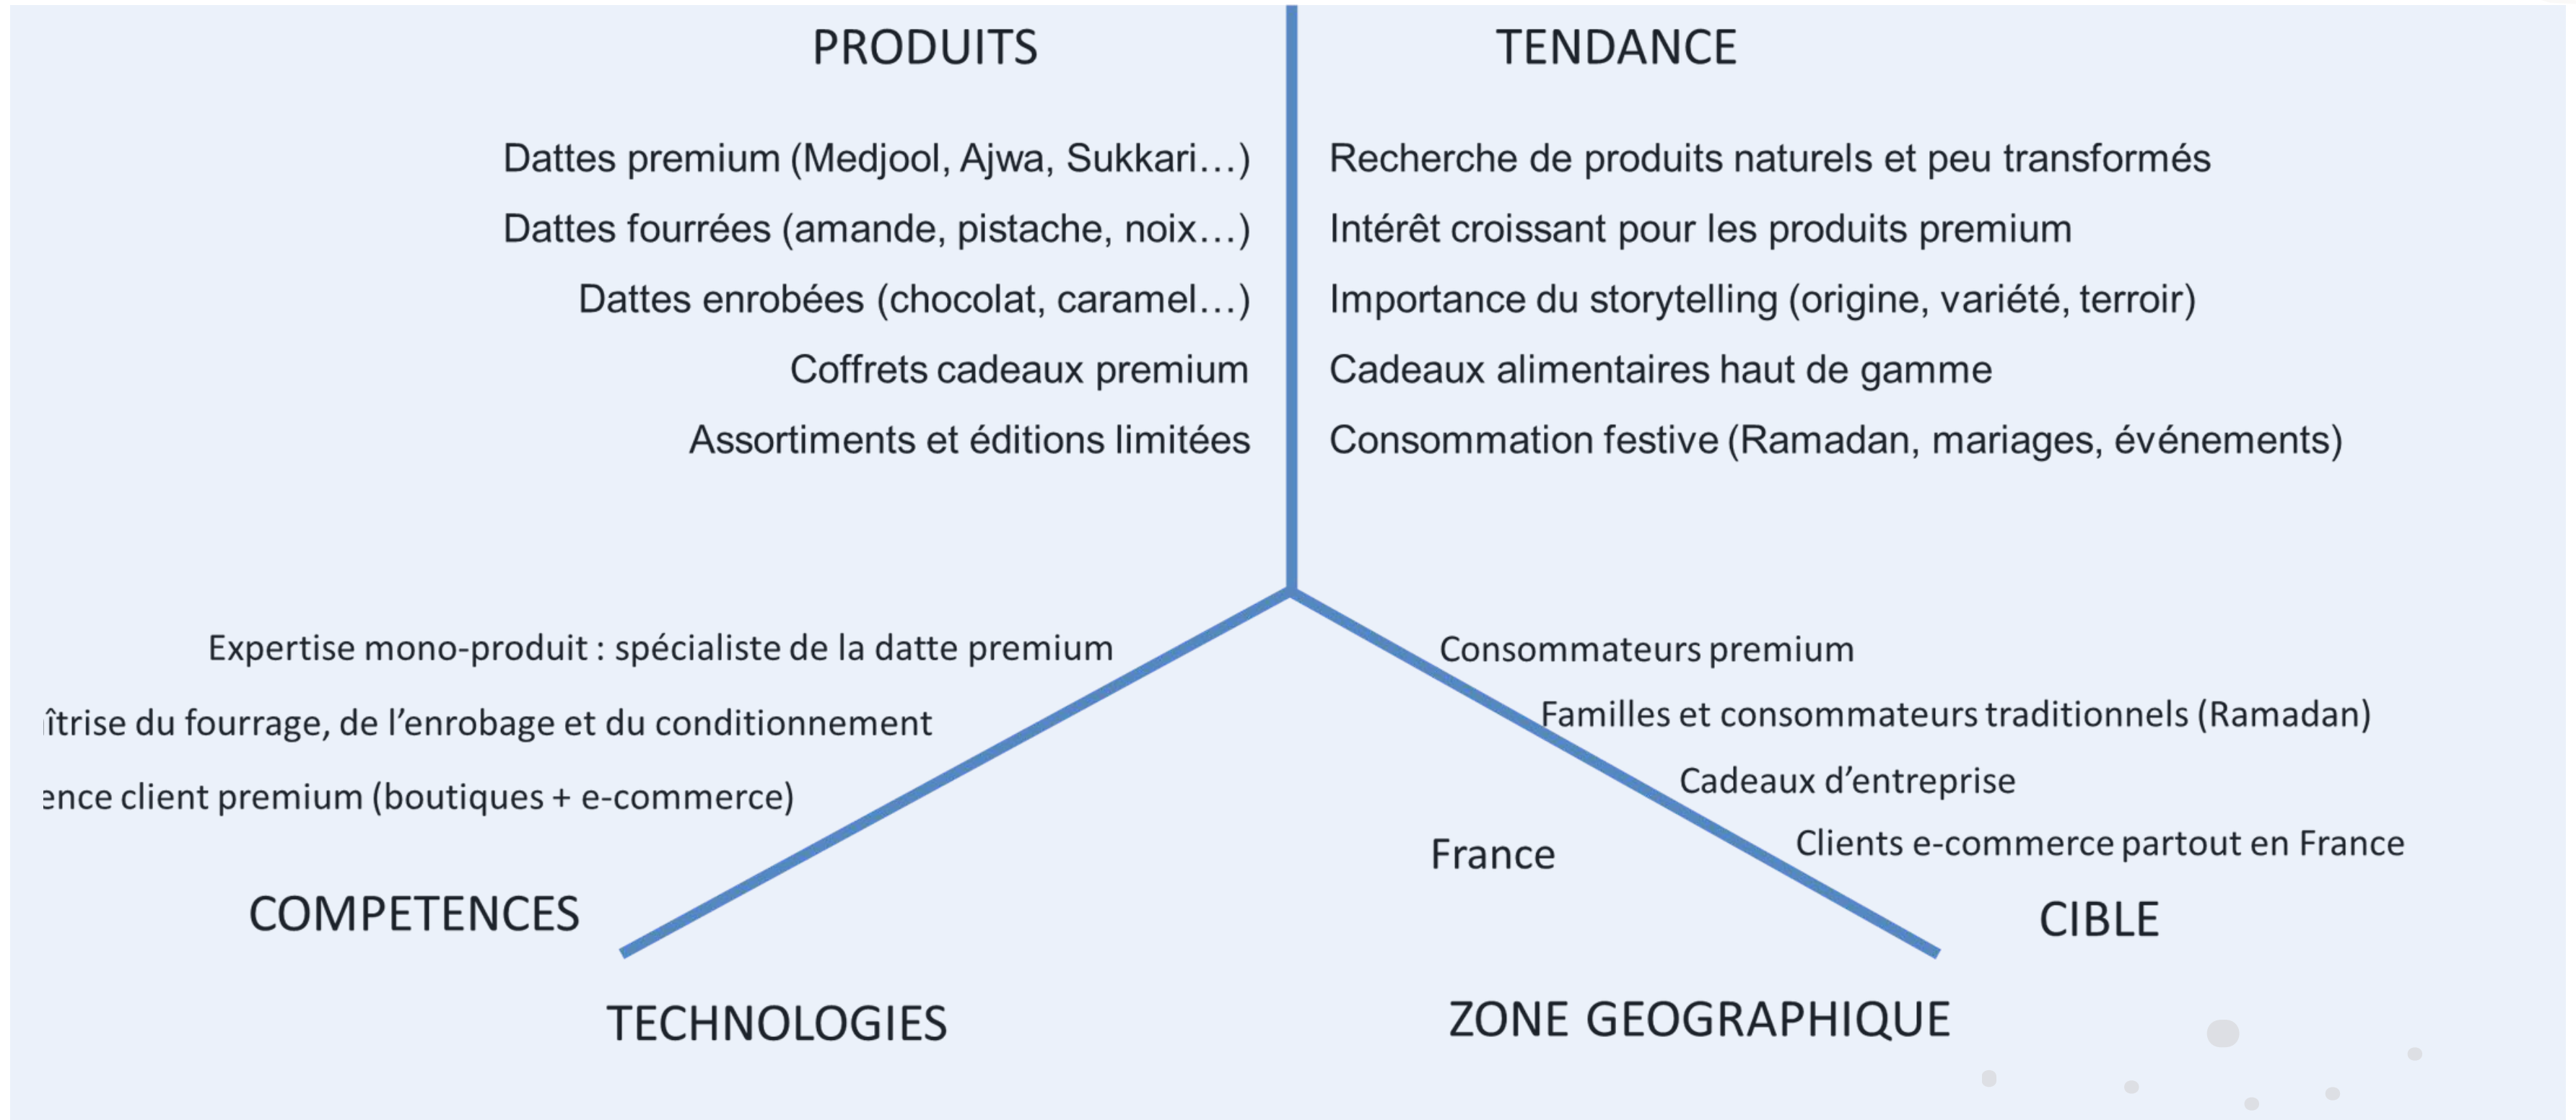 PRODUITS
Dattes premium (Medjool, Ajwa, Sukkari…)
Dattes fourrées (amande, pistache, noix…)
Dattes enrobées (chocolat, caramel…)
Coffrets cadeaux premium
Assortiments et éditions limitées
TENDANCE
Recherche de produits naturels et peu transformés
Intérêt croissant pour les produits premium
Importance du storytelling (origine, variété, terroir)
Cadeaux alimentaires haut de gamme
Consommation festive (Ramadan, mariages, événements)
Expertise mono-produit : spécialiste de la datte premium
du fourrage, de l’enrobage et du conditionnement
client premium (boutiques + e-commerce)
COMPETENCES
TECHNOLOGIES
Consommateurs premium
Familles et consommateurs traditionnels (Ramadan)
Cadeaux d’entreprise
Clients e-commerce partout en France
CIBLE
France
ZONE GEOGRAPHIQUE